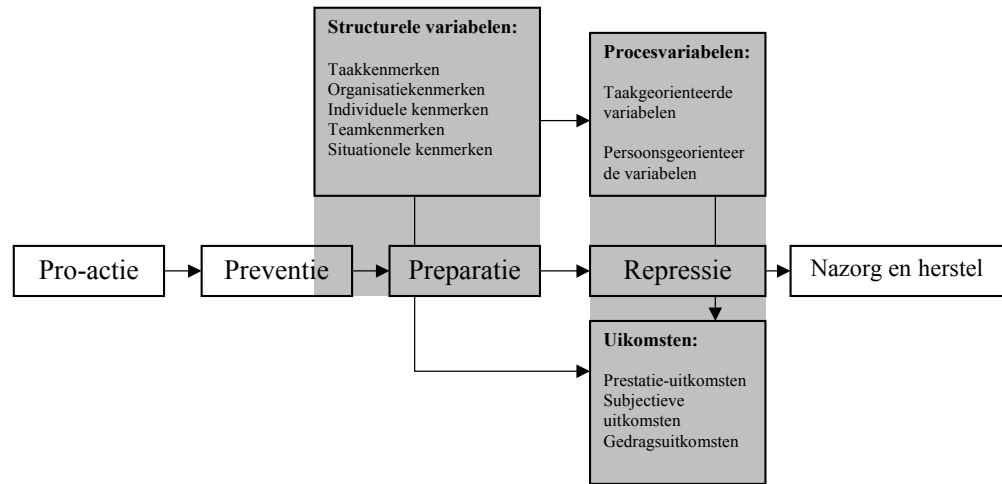 Structurele variabelen:
Taakkenmerken
Organisatiekenmerken
Individuele kenmerken
Teamkenmerken
Situationele kenmerken
Procesvariabelen:
Taakgeorienteerde
variabelen
Persoonsgeorienteer
de variabelen
Pro-actie
Preventie
Preparatie
Repressie
Nazorg en herstel
Uikomsten:
Prestatie-uitkomsten
Subjectieve
uitkomsten
Gedragsuitkomsten